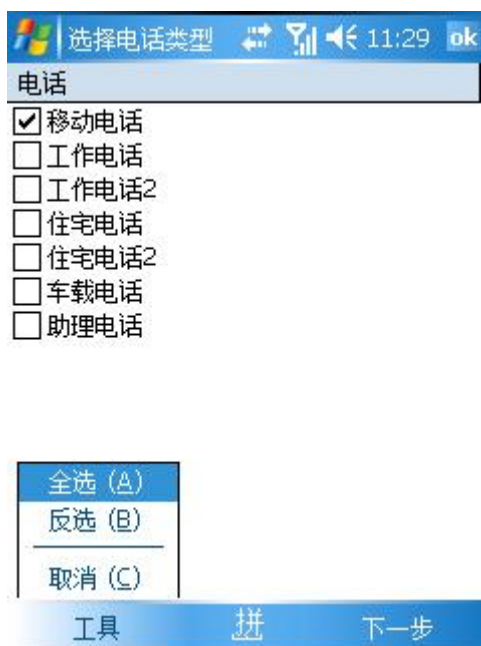 选择电话类型 11:29 ok
电话
移动电话
工作电话
工作电话2
住宅电话
住宅电话2
车载电话
助理电话
全选 (A)
反选 (B)
取消 (C)
工具 拼 下一步